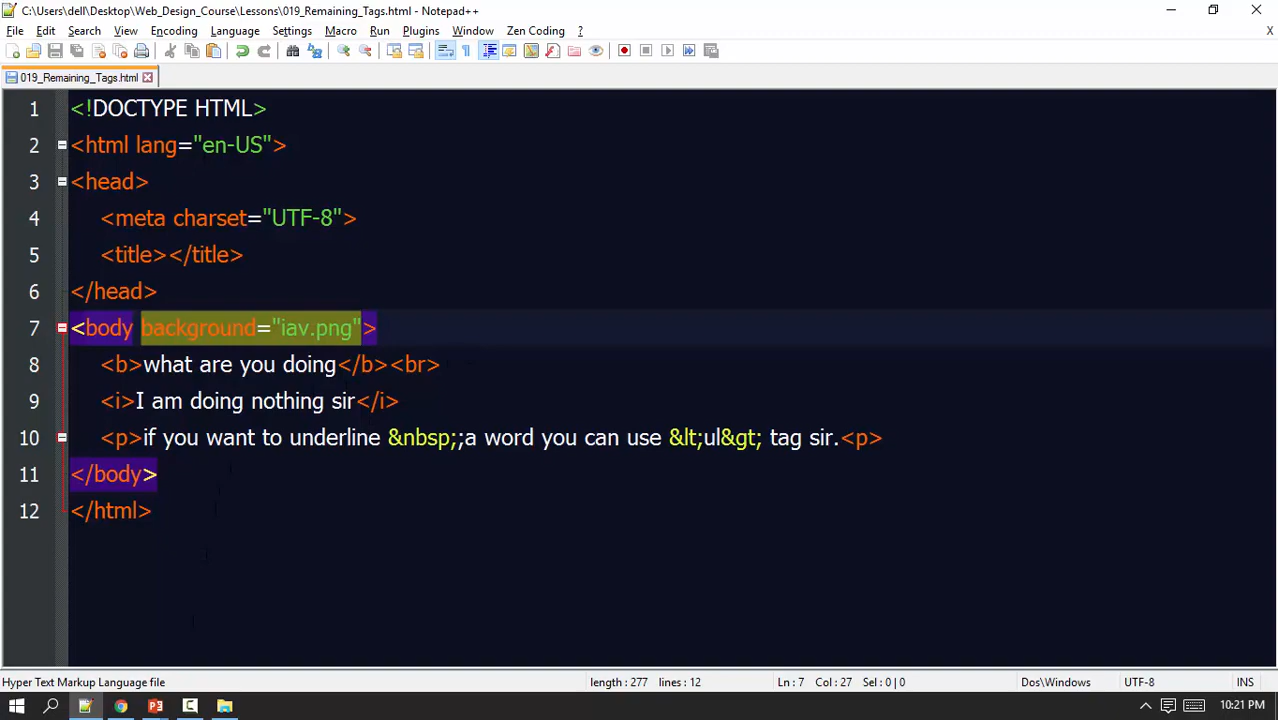 C:\Users\dell\Desktop\Web_Design_Course\Lessons\019_Remaining_Tags.html - Notepad++
File Edit Search View Encoding Language Settings Macro Run Plugins Window Zen Coding ? X
019_Remaining_Tags.html
1 <!DOCTYPE HTML>
2 <html lang="en-US">
3 <head>
4 <meta charset="UTF-8">
5 <title></title>
6 </head>
7 <body background="iav.png">
8 <b>what are you doing</b><br>
9 <i>I am doing nothing sir</i>
10 <p>if you want to underline &nbsp;;a word you can use &lt;ul&gt; tag sir.<p>
11 </body>
12 </html>
Hyper Text Markup Language file length : 277 lines : 12 Ln : 7 Col : 27 Sel : 0 | 0 Dos\Windows UTF-8 INS
10:21 PM